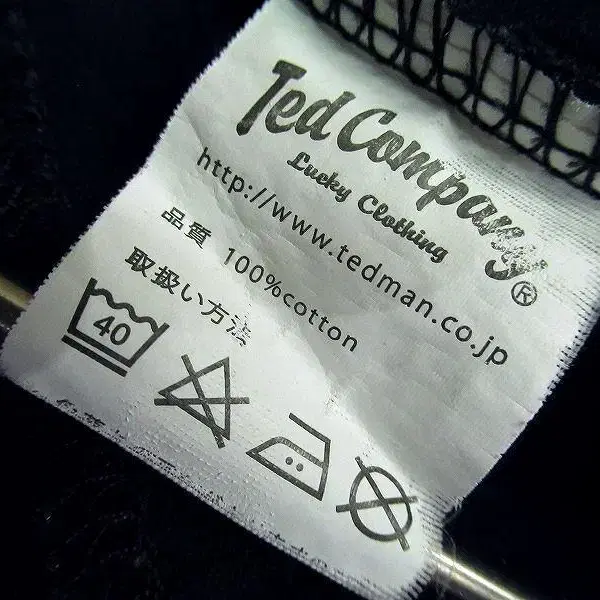 Ted Company®
Lucky Clothing
http://www.tedman.co.jp
品質 100%cotton
取扱い方法
40